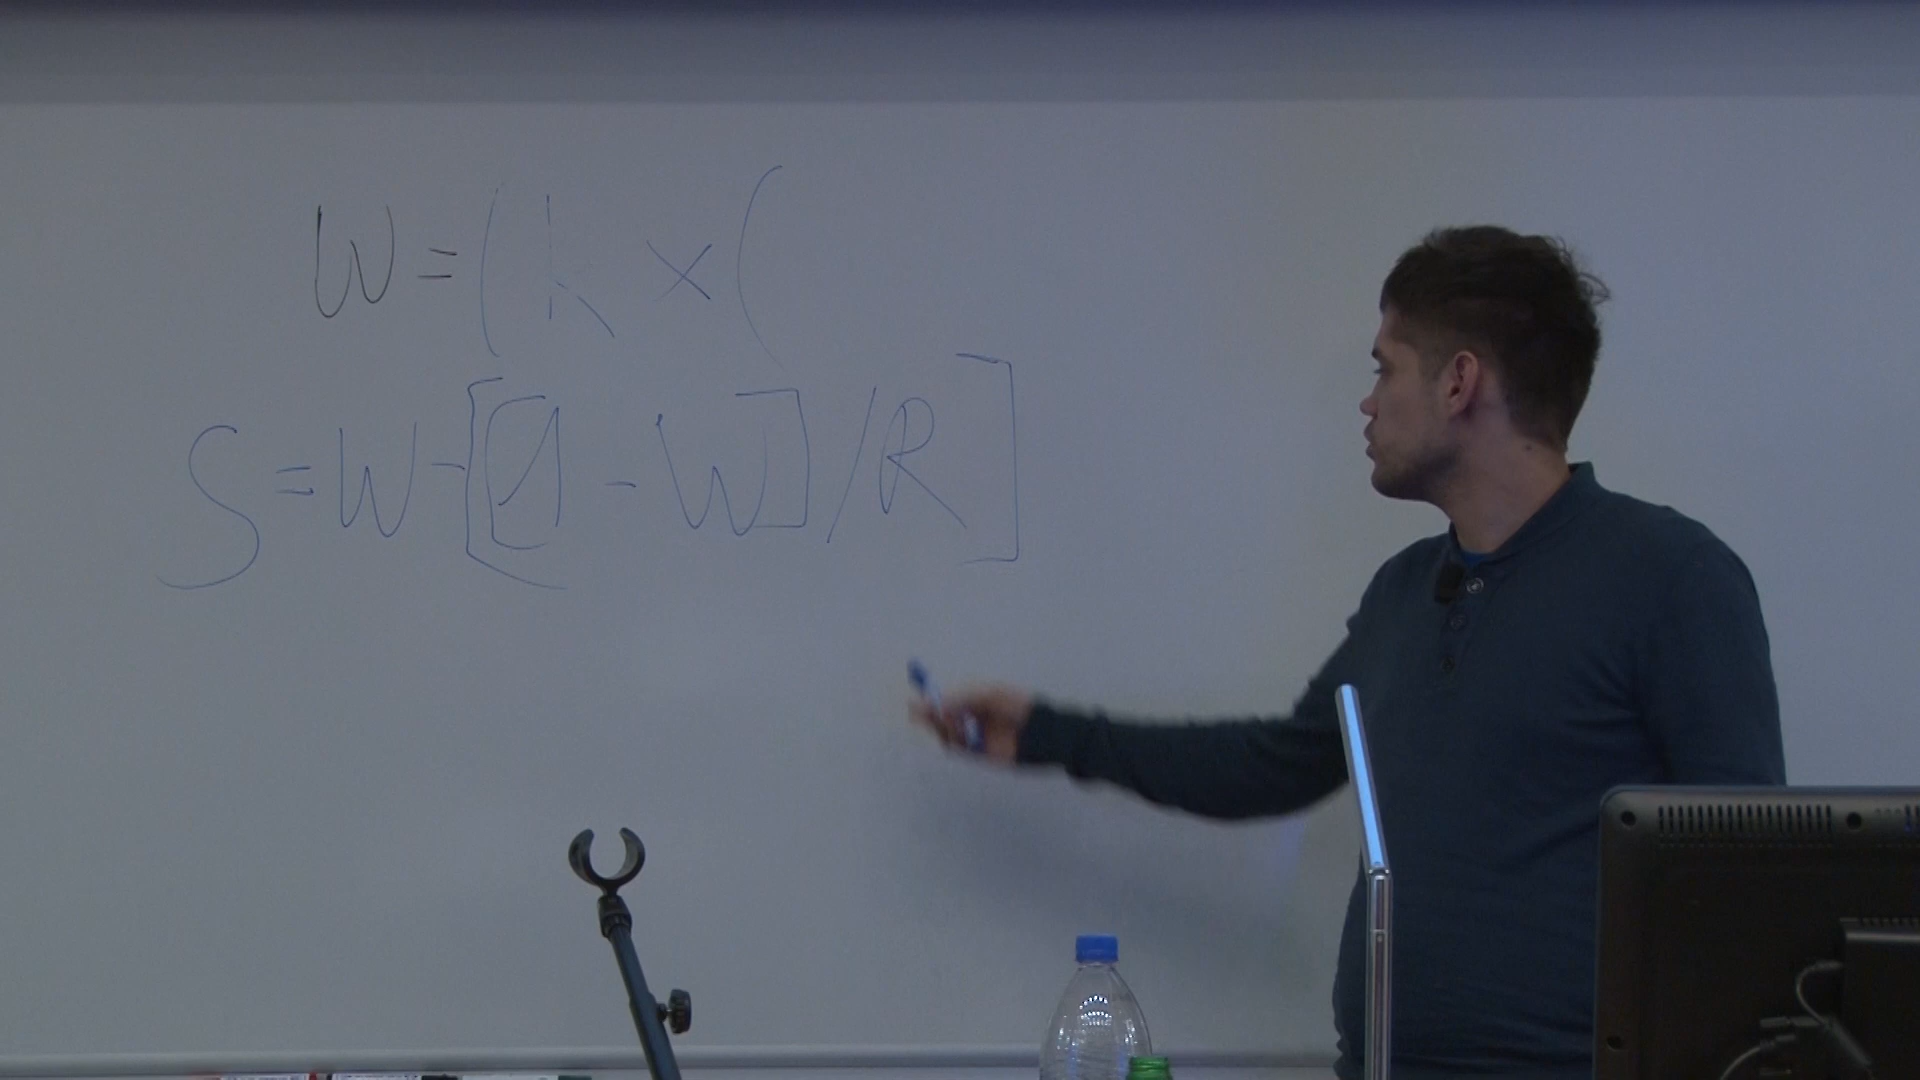 W = ( k × (
S = W - [[1 - W] / R]